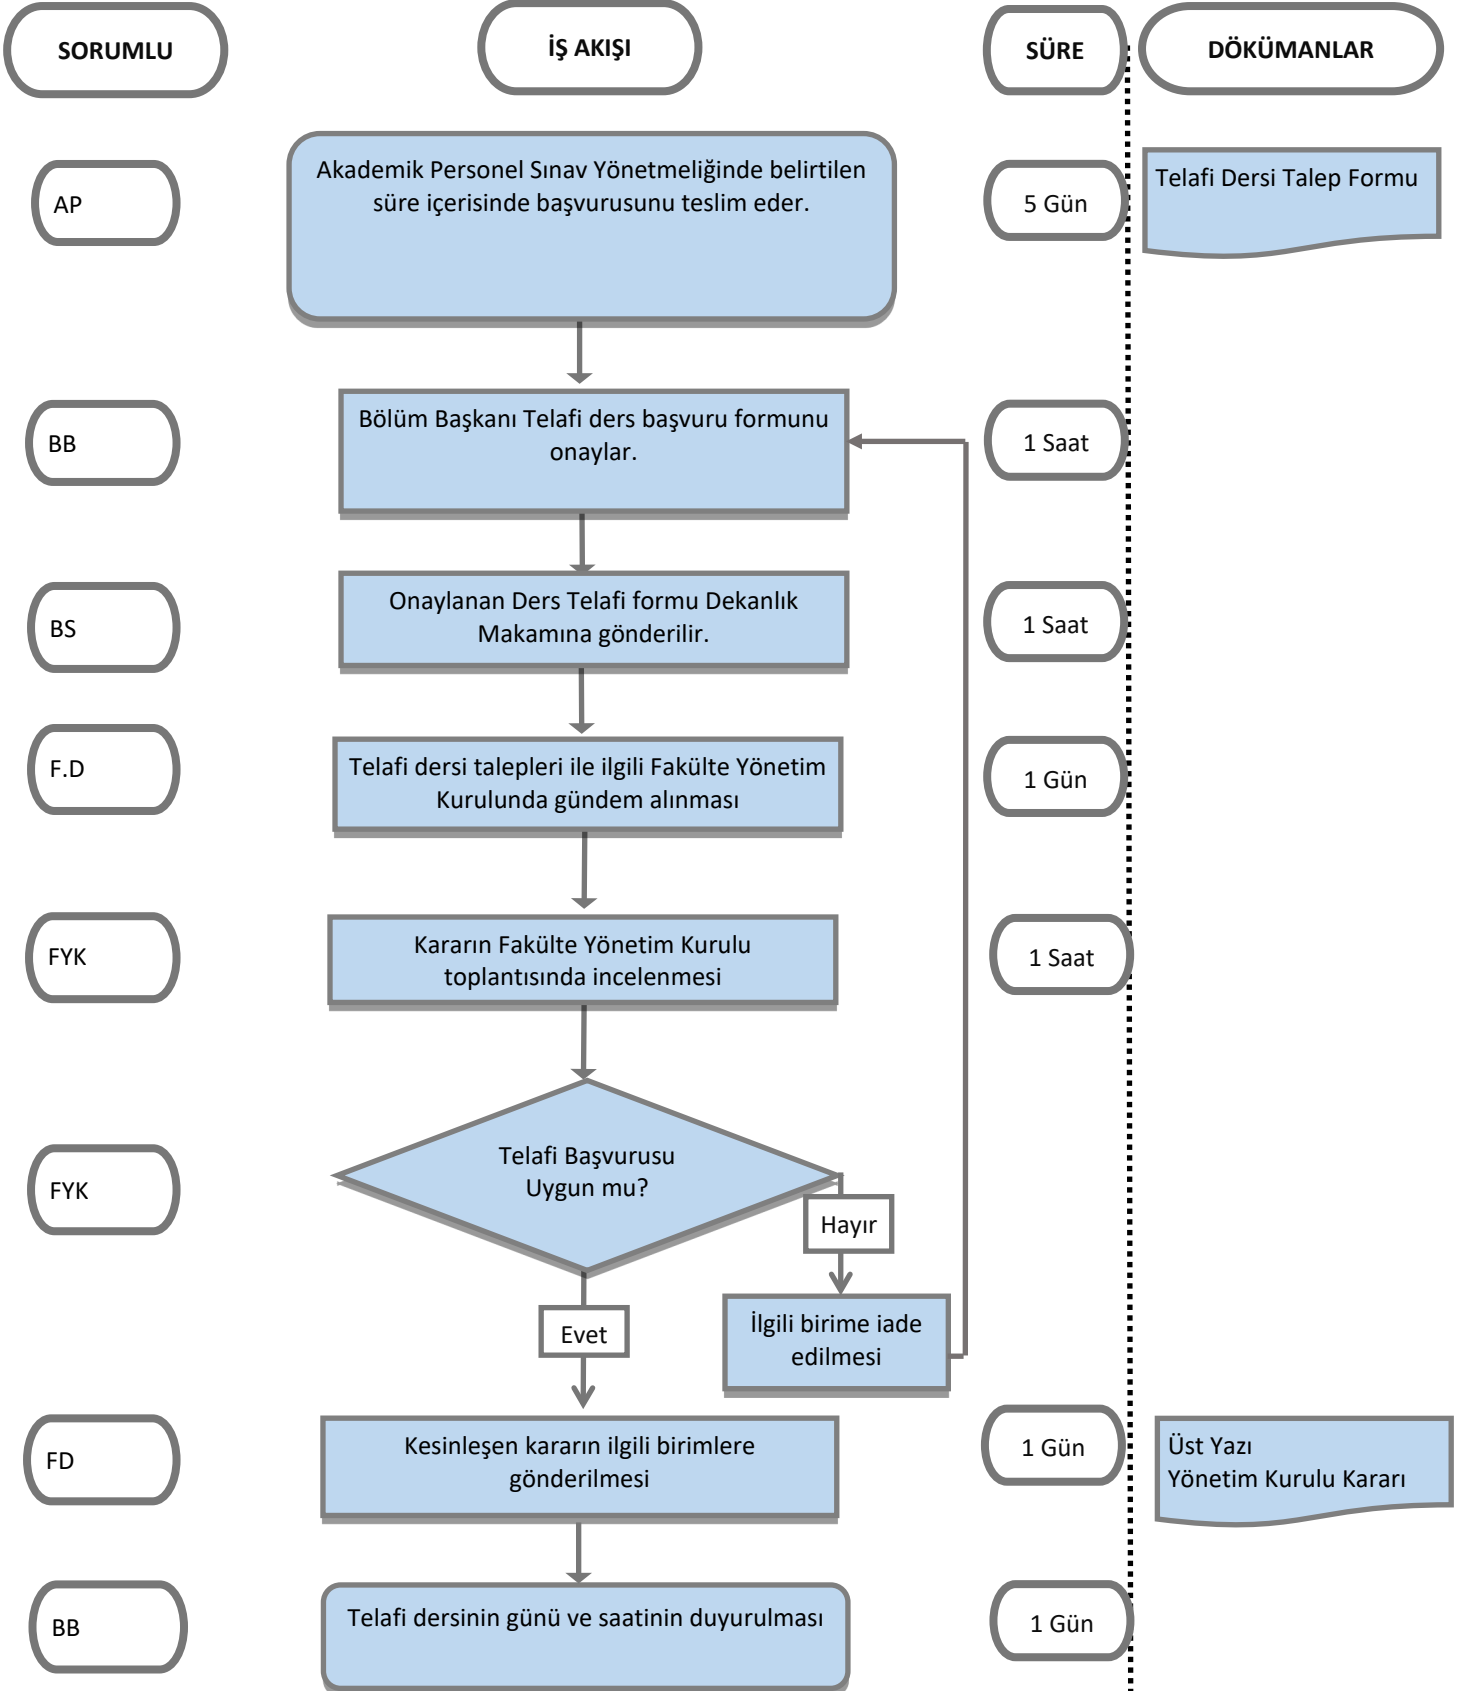 SORUMLU
İŞ AKIŞI
SÜRE
DÖKÜMANLAR
AP
Akademik Personel Sınav Yönetmeliğinde belirtilen
süre içerisinde başvurusunu teslim eder.
5 Gün
Telafi Dersi Talep Formu
BB
Bölüm Başkanı Telafi ders başvuru formunu
onaylar.
1 Saat
BS
Onaylanan Ders Telafi formu Dekanlık
Makamına gönderilir.
1 Saat
F.D
Telafi dersi talepleri ile ilgili Fakülte Yönetim
Kurulunda gündem alınması
1 Gün
FYK
Kararın Fakülte Yönetim Kurulu
toplantısında incelenmesi
1 Saat
FYK
Telafi Başvurusu
Uygun mu?
Hayır
Evet
İlgili birime iade
edilmesi
FD
Kesinleşen kararın ilgili birimlere
gönderilmesi
1 Gün
Üst Yazı
Yönetim Kurulu Kararı
BB
Telafi dersinin günü ve saatinin duyurulması
1 Gün